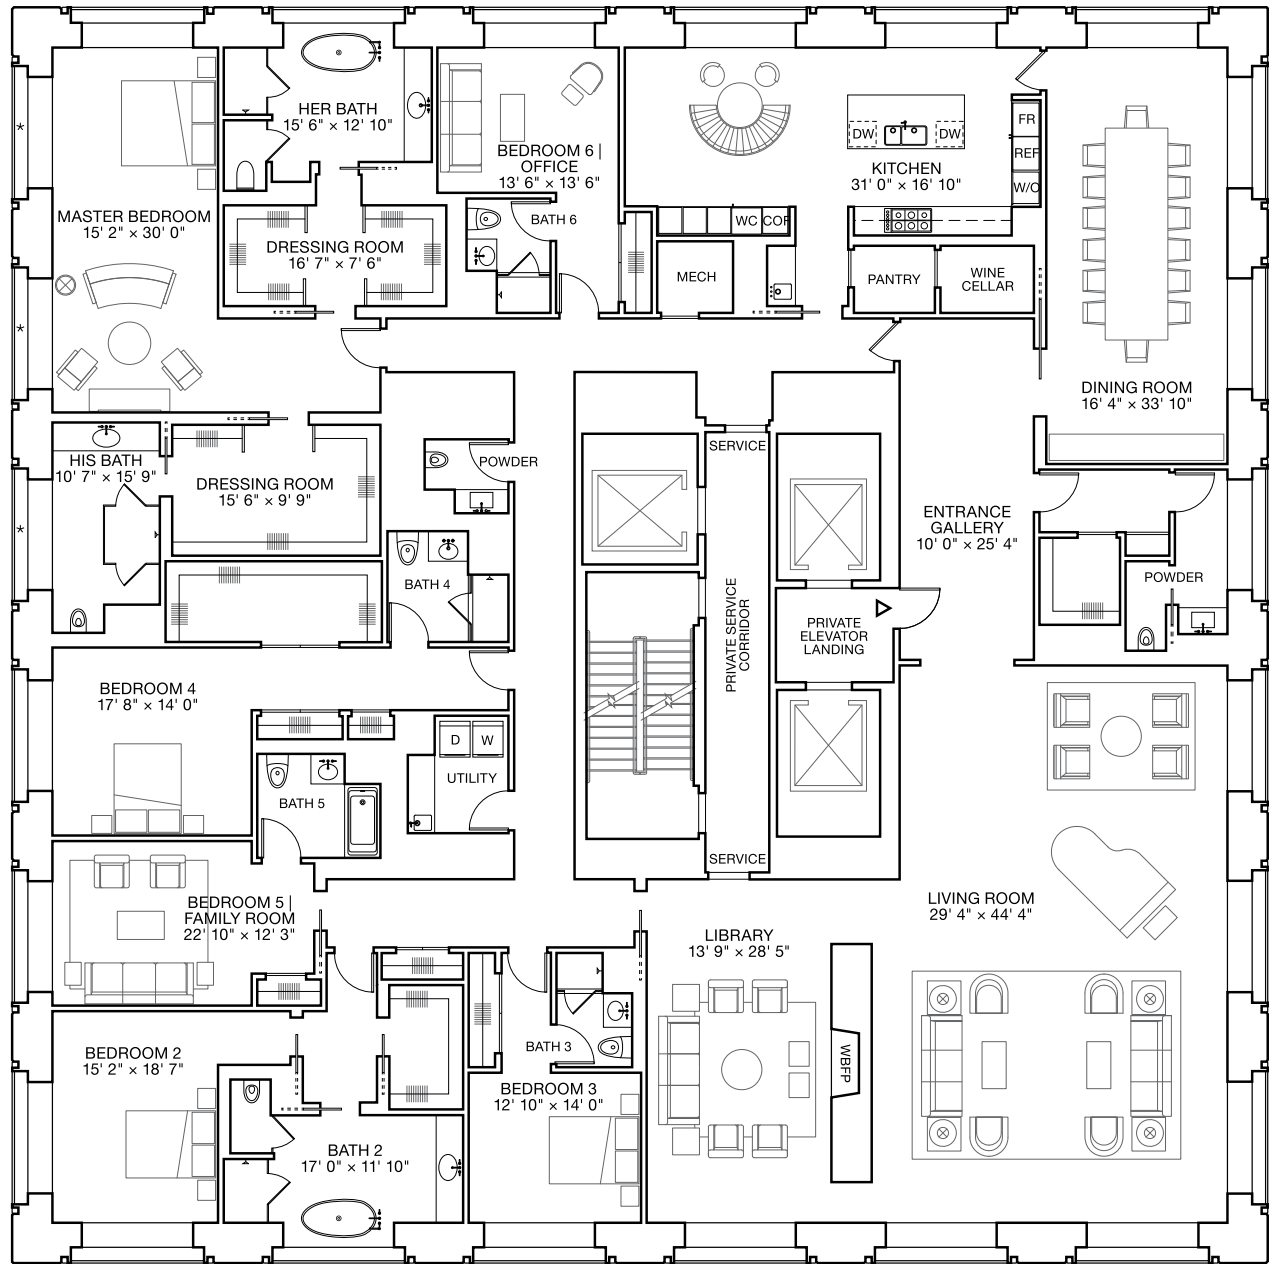 HER BATH
15' 6" × 12' 10"
BEDROOM 6 |
OFFICE
13' 6" × 13' 6"
DW
DW
KITCHEN
31' 0" × 16' 10"
FR
REF
W/O
*
MASTER BEDROOM
15' 2" × 30' 0"
DRESSING ROOM
16' 7" × 7' 6"
BATH 6
WC
COF
MECH
PANTRY
WINE
CELLAR
*
DINING ROOM
16' 4" × 33' 10"
HIS BATH
10' 7" × 15' 9"
DRESSING ROOM
15' 6" × 9' 9"
POWDER
SERVICE
*
ENTRANCE
GALLERY
10' 0" × 25' 4"
BATH 4
PRIVATE SERVICE
CORRIDOR
PRIVATE
ELEVATOR
LANDING
POWDER
BEDROOM 4
17' 8" × 14' 0"
D
W
UTILITY
BATH 5
SERVICE
BEDROOM 5 |
FAMILY ROOM
22' 10" × 12' 3"
LIBRARY
13' 9" × 28' 5"
LIVING ROOM
29' 4" × 44' 4"
BEDROOM 2
15' 2" × 18' 7"
BATH 3
BEDROOM 3
12' 10" × 14' 0"
WBFP
BATH 2
17' 0" × 11' 10"